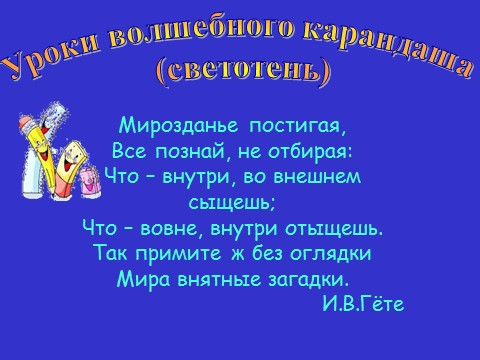 Уроки волшебного карандаша
(светотень)
Мирозданье постигая,
Все познай, не отбирая:
Что – внутри, во внешнем
сыщешь;
Что – вовне, внутри отыщешь.
Так примите ж без оглядки
Мира внятные загадки.
И.В.Гёте